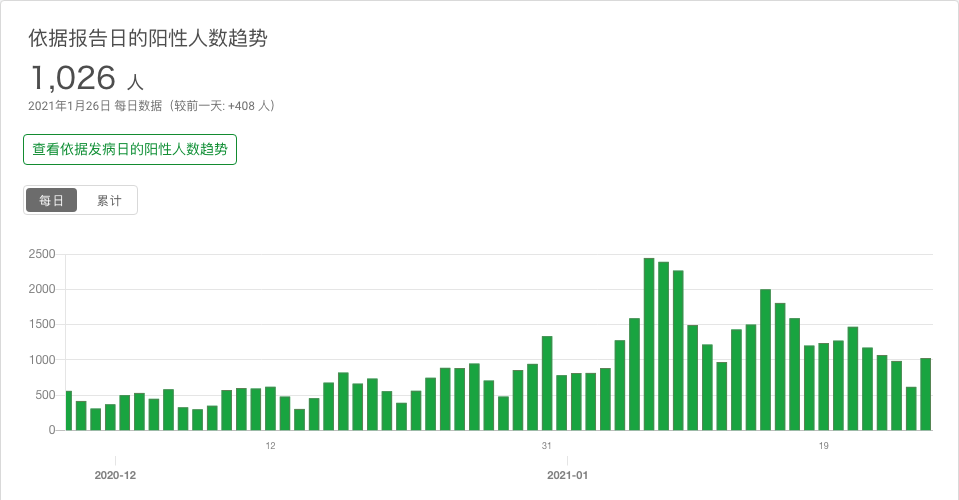 依据报告日的阳性人数趋势
1,026 人
2021年1月26日 每日数据（较前一天: +408 人）
查看依据发病日的阳性人数趋势
每日 累计
2500
2000
1500
1000
500
0
12 31 19
2020-12 2021-01